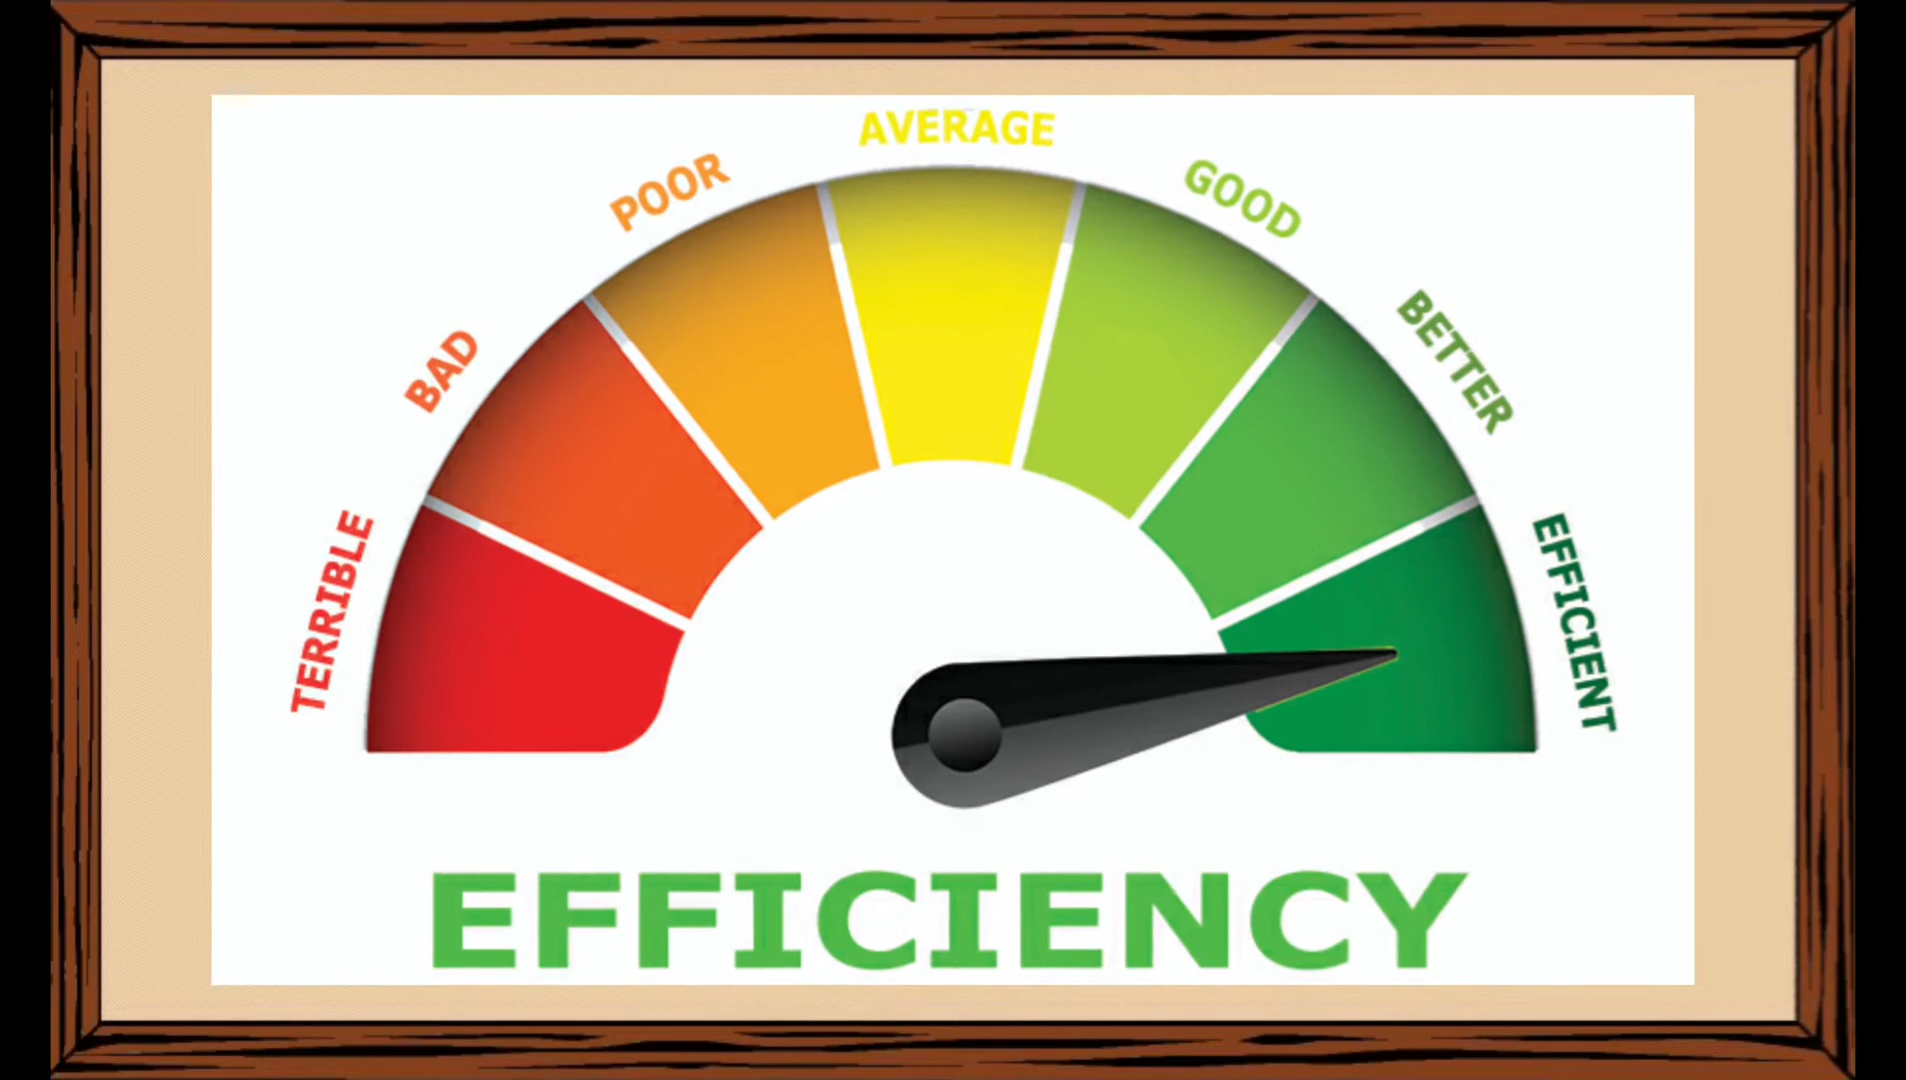 TERRIBLE
BAD
POOR
AVERAGE
GOOD
BETTER
EFFICIENT
EFFICIENCY